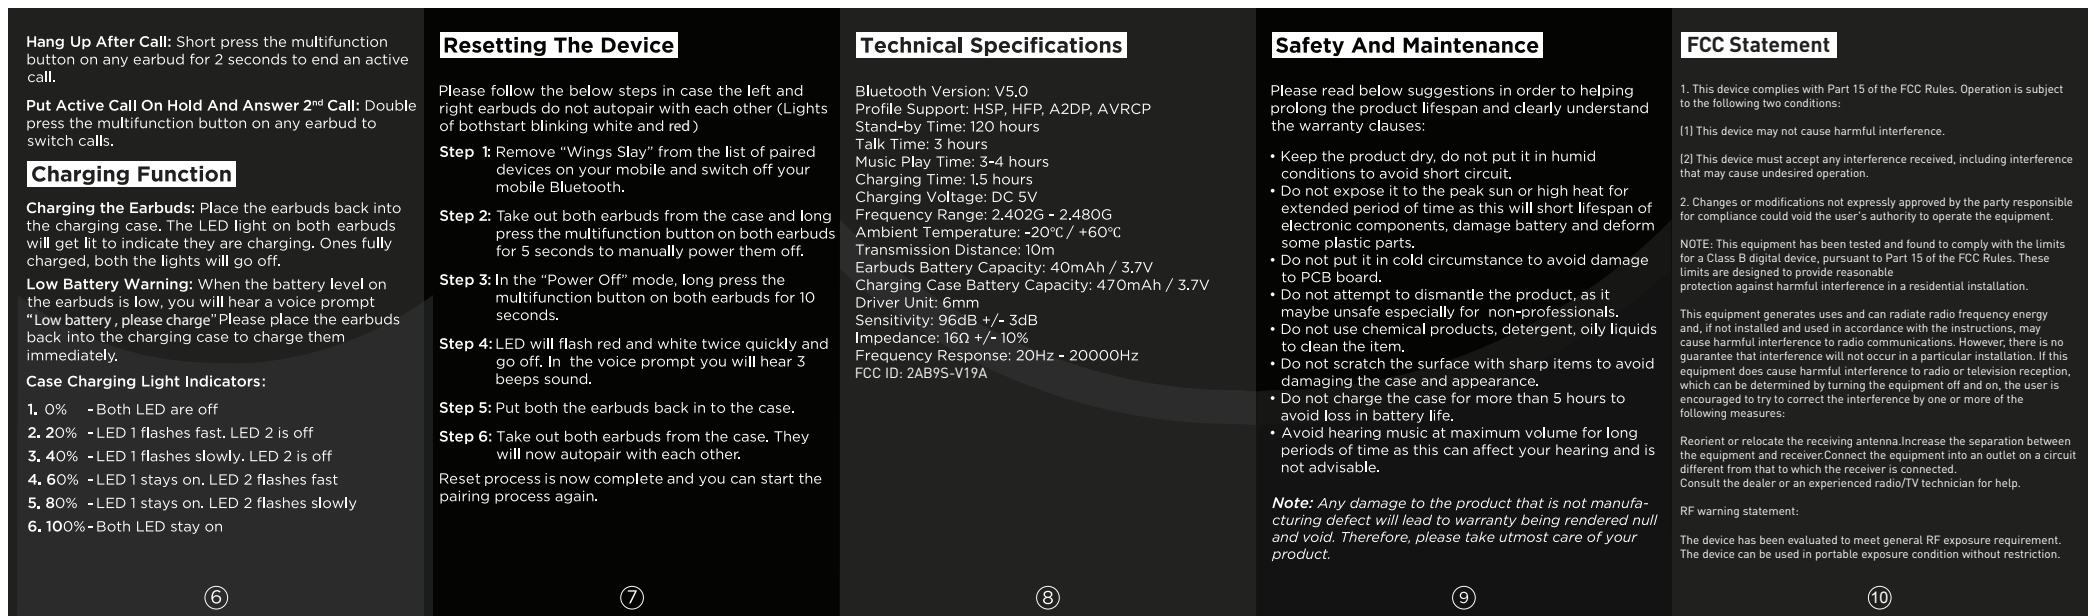 Hang Up After Call: Short press the multifunction
button on any earbud for 2 seconds to end an active
call.
Put Active Call On Hold And Answer 2nd Call: Double
press the multifunction button on any earbud to
switch calls.
Charging Function
Charging the Earbuds: Place the earbuds back into
the charging case. The LED light on both earbuds
will get lit to indicate they are charging. Ones fully
charged, both the lights will go off.
Low Battery Warning: When the battery level on
the earbuds is low, you will hear a voice prompt
“Low battery , please charge” Please place the earbuds
back into the charging case to charge them
immediately.
Case Charging Light Indicators:
1. 0% - Both LED are off
2. 20% - LED 1 flashes fast. LED 2 is off
3. 40% - LED 1 flashes slowly. LED 2 is off
4. 60% - LED 1 stays on. LED 2 flashes fast
5. 80% - LED 1 stays on. LED 2 flashes slowly
6. 100% - Both LED stay on
6
Resetting The Device
Please follow the below steps in case the left and
right earbuds do not autopair with each other (Lights
of bothstart blinking white and red )
Step 1: Remove “Wings Slay” from the list of paired
devices on your mobile and switch off your
mobile Bluetooth.
Step 2: Take out both earbuds from the case and long
press the multifunction button on both earbuds
for 5 seconds to manually power them off.
Step 3: In the “Power Off” mode, long press the
multifunction button on both earbuds for 10
seconds.
Step 4: LED will flash red and white twice quickly and
go off. In the voice prompt you will hear 3
beeps sound.
Step 5: Put both the earbuds back in to the case.
Step 6: Take out both earbuds from the case. They
will now autopair with each other.
Reset process is now complete and you can start the
pairing process again.
7
Technical Specifications
Bluetooth Version: V5.0
Profile Support: HSP, HFP, A2DP, AVRCP
Stand-by Time: 120 hours
Talk Time: 3 hours
Music Play Time: 3-4 hours
Charging Time: 1.5 hours
Charging Voltage: DC 5V
Frequency Range: 2.402G - 2.480G
Ambient Temperature: -20℃ / +60℃
Transmission Distance: 10m
Earbuds Battery Capacity: 40mAh / 3.7V
Charging Case Battery Capacity: 470mAh / 3.7V
Driver Unit: 6mm
Sensitivity: 96dB +/- 3dB
Impedance: 16Ω +/- 10%
Frequency Response: 20Hz - 20000Hz
FCC ID: 2AB9S-V19A
8
Safety And Maintenance
Please read below suggestions in order to helping
prolong the product lifespan and clearly understand
the warranty clauses:
• Keep the product dry, do not put it in humid
conditions to avoid short circuit.
• Do not expose it to the peak sun or high heat for
extended period of time as this will short lifespan of
electronic components, damage battery and deform
some plastic parts.
• Do not put it in cold circumstance to avoid damage
to PCB board.
• Do not attempt to dismantle the product, as it
maybe unsafe especially for non-professionals.
• Do not use chemical products, detergent, oily liquids
to clean the item.
• Do not scratch the surface with sharp items to avoid
damaging the case and appearance.
• Do not charge the case for more than 5 hours to
avoid loss in battery life.
• Avoid hearing music at maximum volume for long
periods of time as this can affect your hearing and is
not advisable.
Note: Any damage to the product that is not manufa-
cturing defect will lead to warranty being rendered null
and void. Therefore, please take utmost care of your
product.
9
FCC Statement
1. This device complies with Part 15 of the FCC Rules. Operation is subject
to the following two conditions:
(1) This device may not cause harmful interference.
(2) This device must accept any interference received, including interference
that may cause undesired operation.
2. Changes or modifications not expressly approved by the party responsible
for compliance could void the user's authority to operate the equipment.
NOTE: This equipment has been tested and found to comply with the limits
for a Class B digital device, pursuant to Part 15 of the FCC Rules. These
limits are designed to provide reasonable
protection against harmful interference in a residential installation.
This equipment generates uses and can radiate radio frequency energy
and, if not installed and used in accordance with the instructions, may
cause harmful interference to radio communications. However, there is no
guarantee that interference will not occur in a particular installation. If this
equipment does cause harmful interference to radio or television reception,
which can be determined by turning the equipment off and on, the user is
encouraged to try to correct the interference by one or more of the
following measures:
Reorient or relocate the receiving antenna.Increase the separation between
the equipment and receiver.Connect the equipment into an outlet on a circuit
different from that to which the receiver is connected.
Consult the dealer or an experienced radio/TV technician for help.
RF warning statement:
The device has been evaluated to meet general RF exposure requirement.
The device can be used in portable exposure condition without restriction.
10